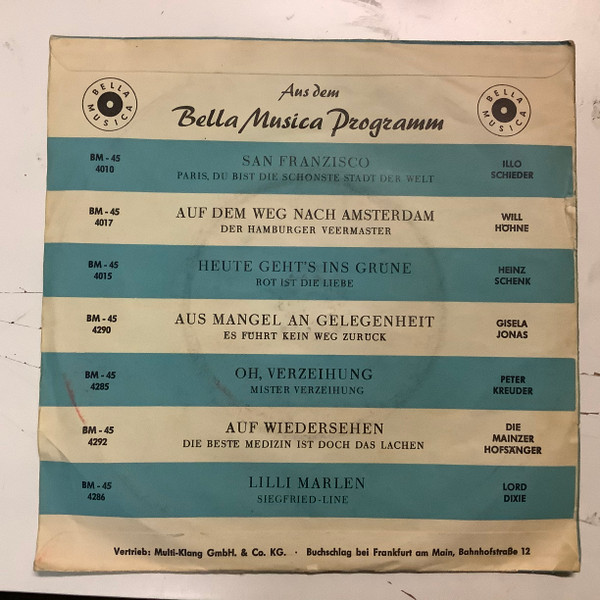 BELLA MUSICA
Aus dem
BELLA MUSICA
Bella Musica Programm
BM - 45
4010
SAN FRANZISCO
PARIS, DU BIST DIE SCHÖNSTE STADT DER WELT
ILLO
SCHIEDER
BM - 45
4017
AUF DEM WEG NACH AMSTERDAM
DER HAMBURGER VEERMASTER
WILL
HÖHNE
BM - 45
4015
HEUTE GEHT'S INS GRÜNE
ROT IST DIE LIEBE
HEINZ
SCHENK
BM - 45
4290
AUS MANGEL AN GELEGENHEIT
ES FÜHRT KEIN WEG ZURÜCK
GISELA
JONAS
BM - 45
4285
OH, VERZEIHUNG
MISTER VERZEIHUNG
PETER
KREUDER
BM - 45
4292
AUF WIEDERSEHEN
DIE BESTE MEDIZIN IST DOCH DAS LACHEN
DIE
MAINZER
HOFSÄNGER
BM - 45
4286
LILLI MARLEN
SIEGFRIED-LINE
LORD
DIXIE
Vertrieb: Multi-Klang GmbH. & Co. KG. · Buchschlag bei Frankfurt am Main, Bahnhofstraße 12